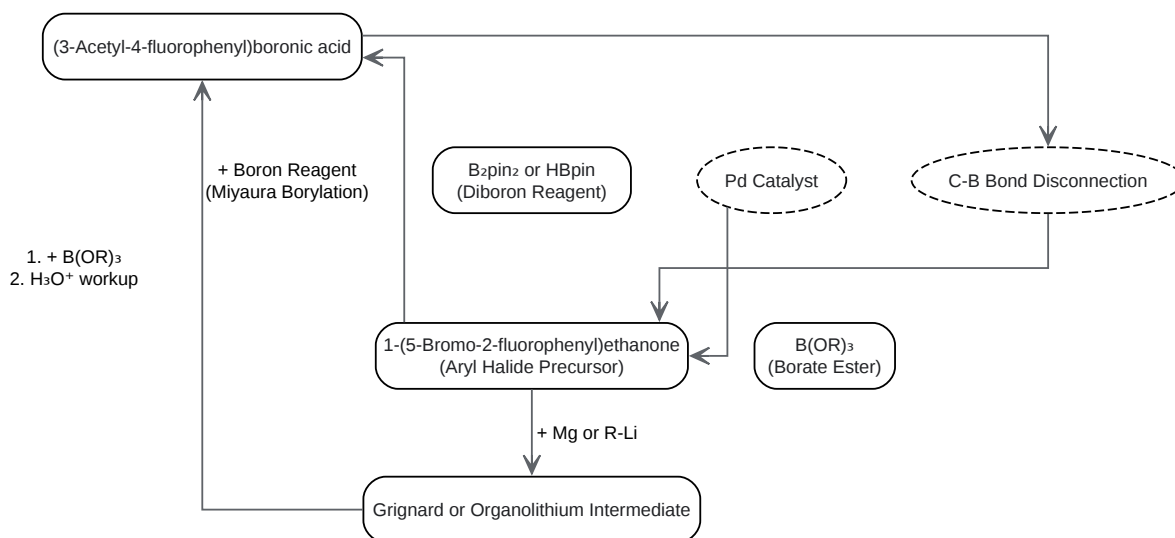 (3-Acetyl-4-fluorophenyl)boronic acid
+ Boron Reagent
(Miyaura Borylation)
B₂pin₂ or HBpin
(Diboron Reagent)
Pd Catalyst
C-B Bond Disconnection
1. + B(OR)₃
2. H₃O⁺ workup
1-(5-Bromo-2-fluorophenyl)ethanone
(Aryl Halide Precursor)
B(OR)₃
(Borate Ester)
+ Mg or R-Li
Grignard or Organolithium Intermediate